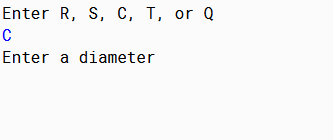 Enter R, S, C, T, or Q
C
Enter a diameter